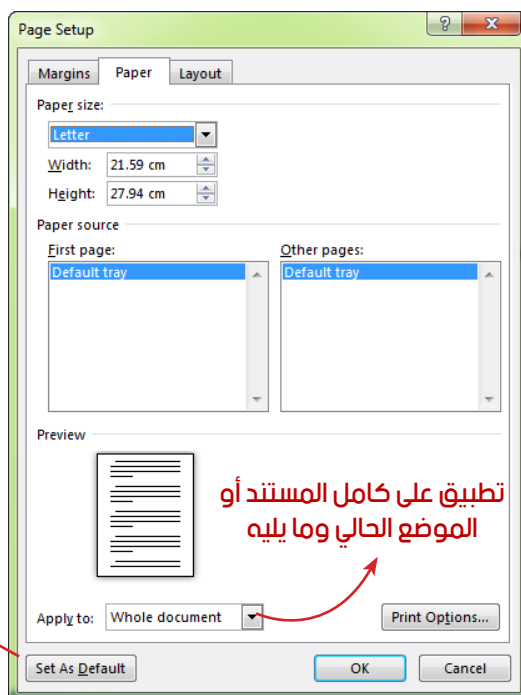 Page Setup
Margins Paper Layout
Paper size:
Letter
Width: 21.59 cm
Height: 27.94 cm
Paper source
First page: Other pages:
Default tray Default tray
Preview
تطبيق على كامل المستند أو
الموضع الحالي وما يليه
Apply to: Whole document Print Options...
Set As Default OK Cancel